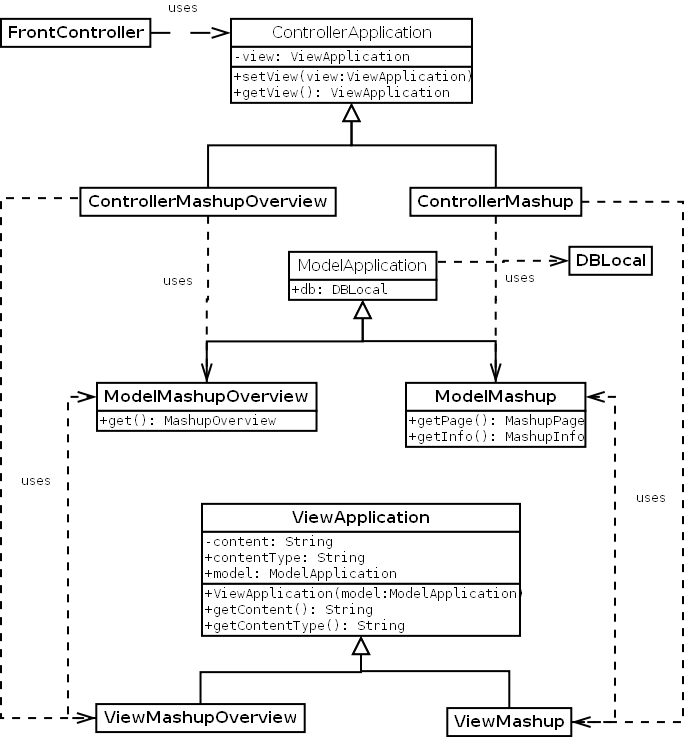 uses
FrontController
ControllerApplication
-view: ViewApplication
+setView(view:ViewApplication)
+getView(): ViewApplication
ControllerMashupOverview
ControllerMashup
ModelApplication
+db: DBLocal
DBLocal
uses
uses
ModelMashupOverview
+get(): MashupOverview
ModelMashup
+getPage(): MashupPage
+getInfo(): MashupInfo
uses
uses
ViewApplication
-content: String
+contentType: String
+model: ModelApplication
+ViewApplication(model:ModelApplication)
+getContent(): String
+getContentType(): String
ViewMashupOverview
ViewMashup